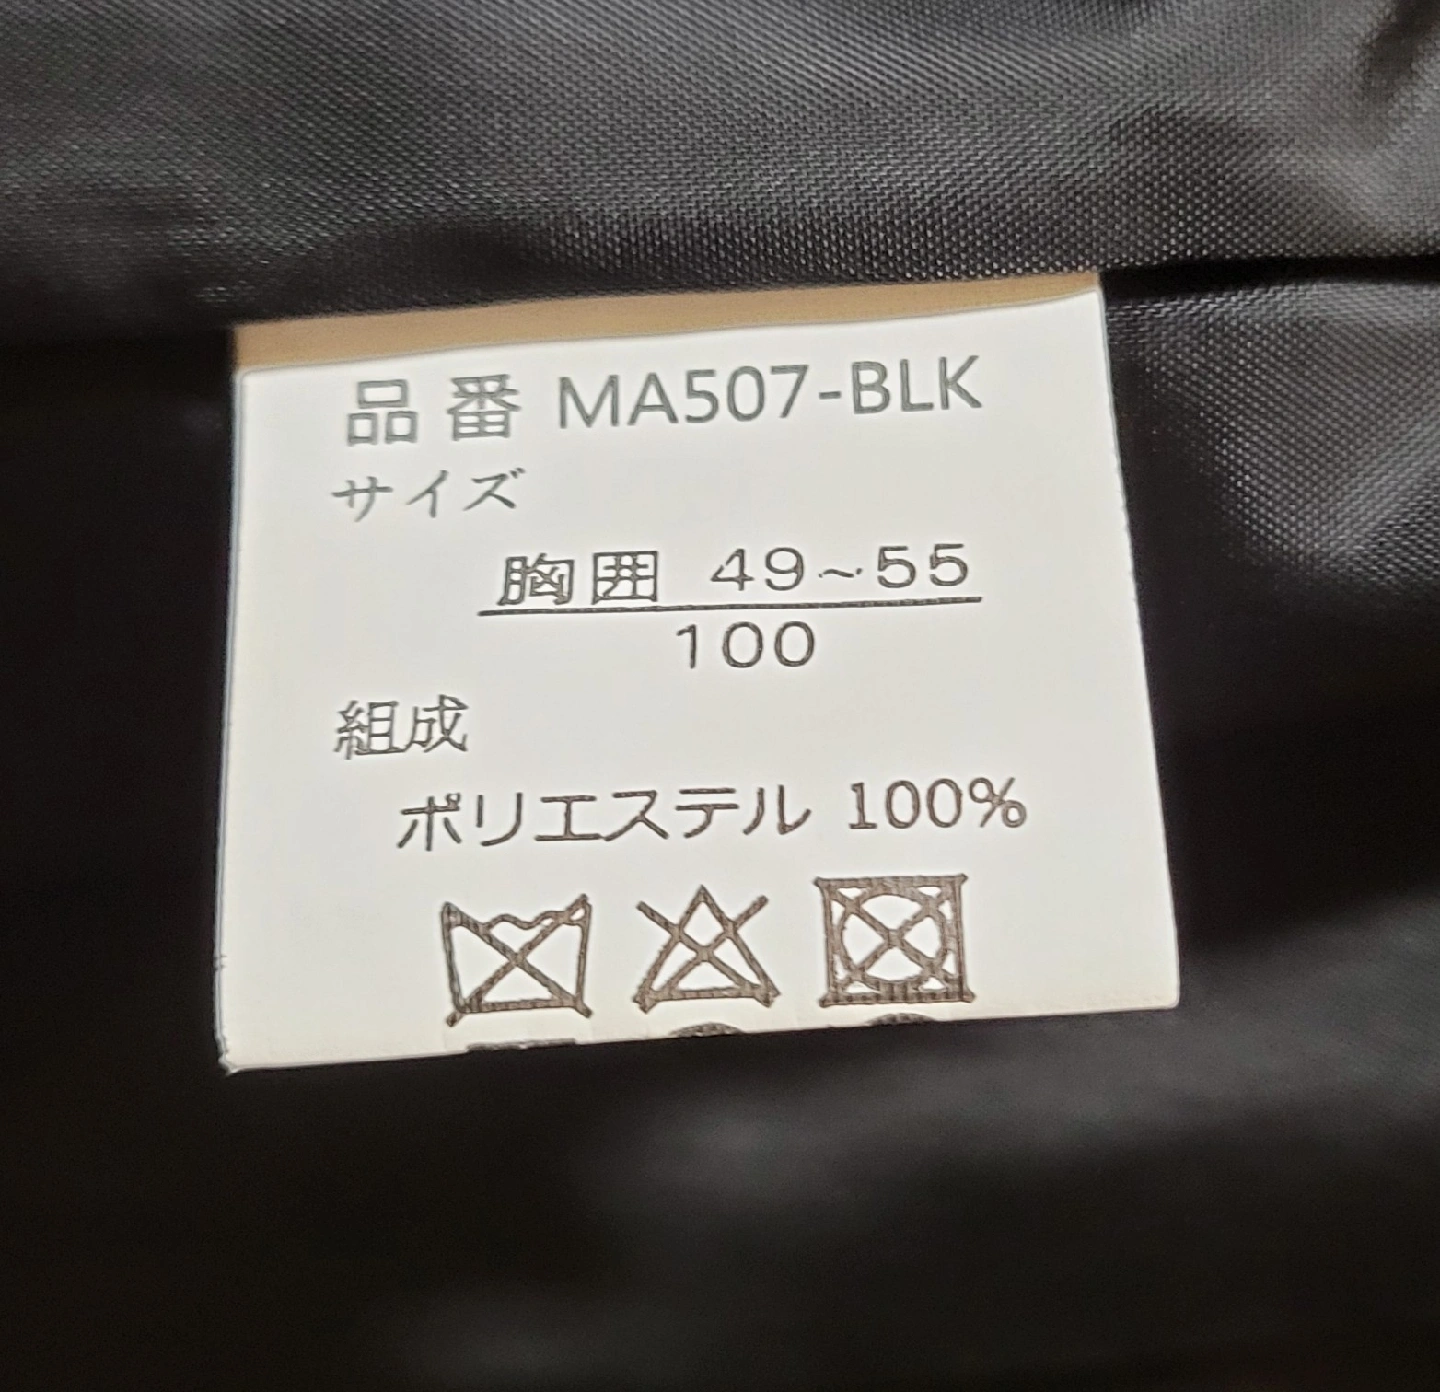 品番 MA507-BLK
サイズ
胸囲 49~55
100
組成
ポリエステル 100%